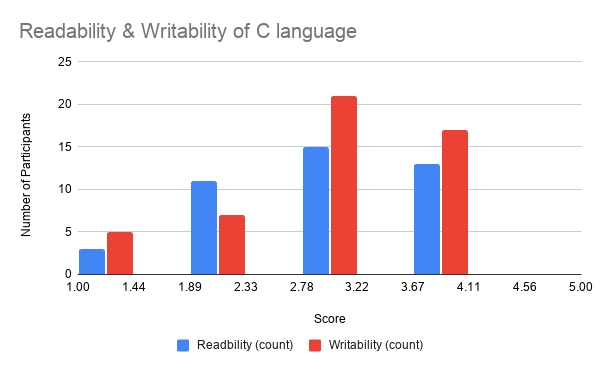 Readability & Writability of C language
25
20
15
10
5
0
Number of Participants
1.00 1.44 1.89 2.33 2.78 3.22 3.67 4.11 4.56 5.00
Score
Readbility (count) Writability (count)